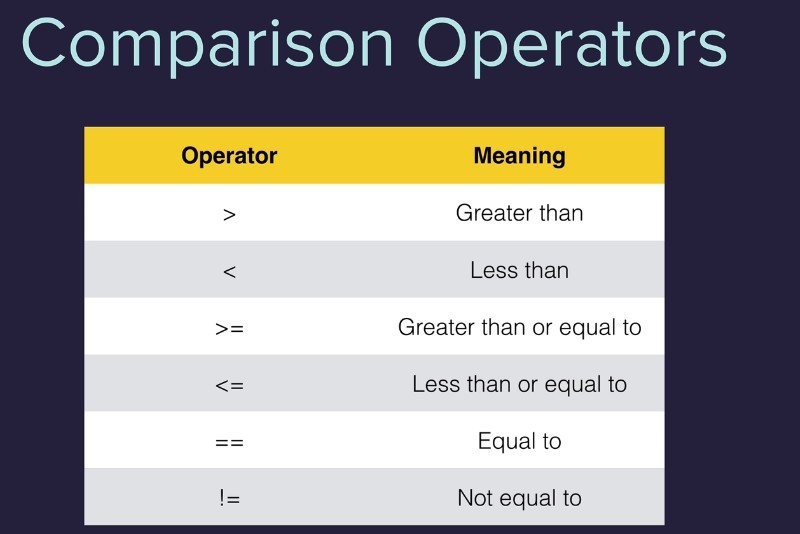 Comparison Operators
Operator Meaning
> Greater than
< Less than
>= Greater than or equal to
<= Less than or equal to
== Equal to
!= Not equal to